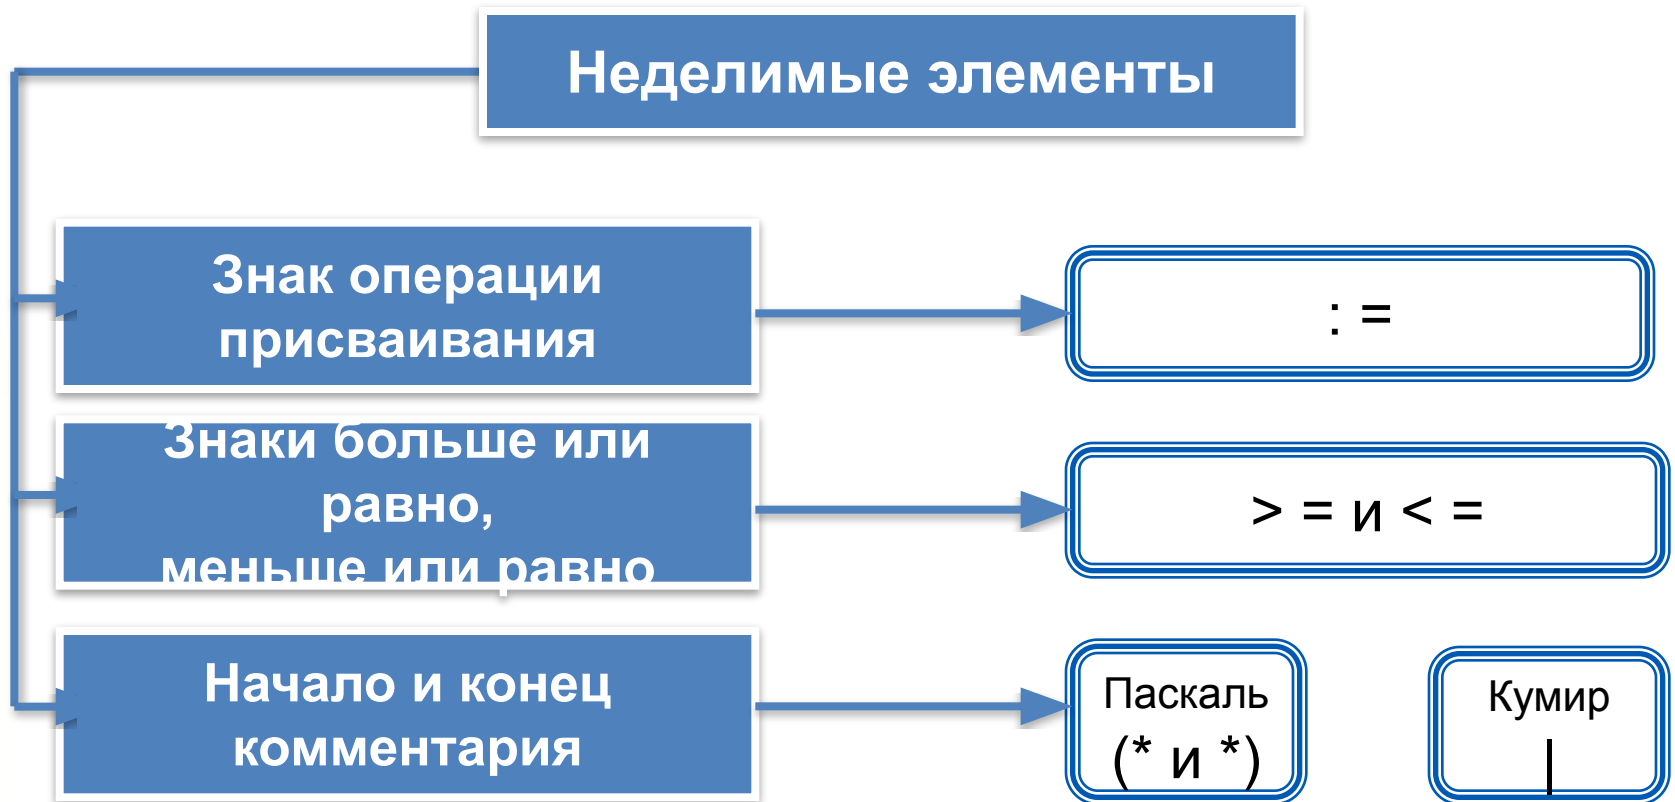 Неделимые элементы
Знак операции
присваивания
: =
Знаки больше или
равно,
меньше или равно
> = и < =
Начало и конец
комментария
Паскаль
(* и *)
Кумир
|